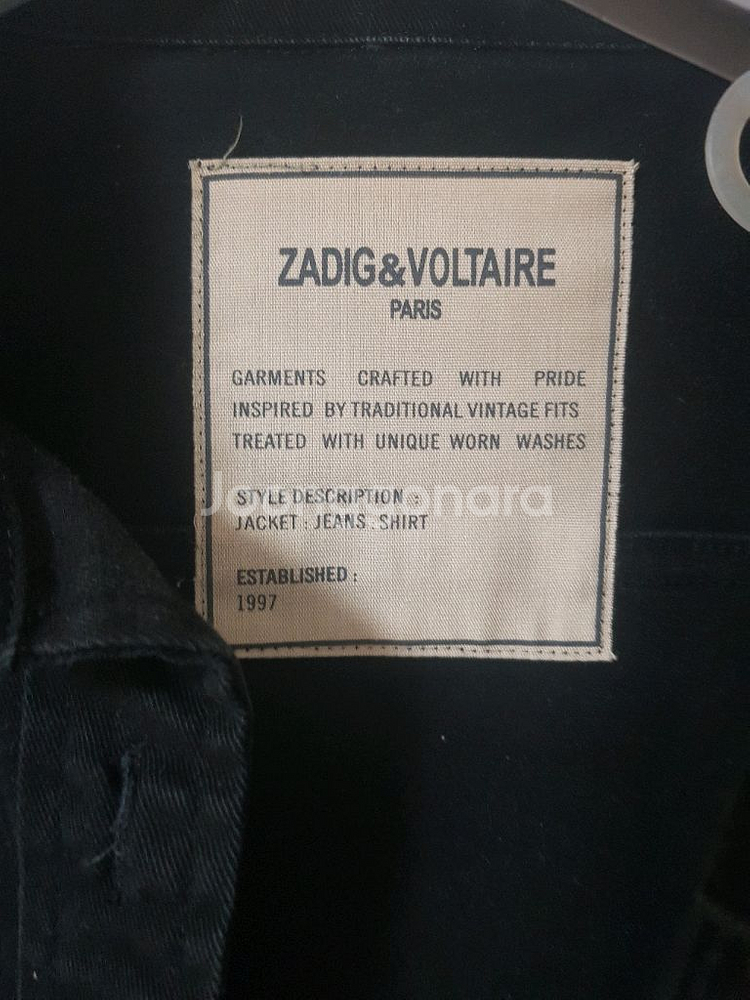 ZADIG&VOLTAIRE
PARIS
GARMENTS CRAFTED WITH PRIDE
INSPIRED BY TRADITIONAL VINTAGE FITS
TREATED WITH UNIQUE WORN WASHES
STYLE DESCRIPTION :
JACKET : JEANS : SHIRT
ESTABLISHED :
1997